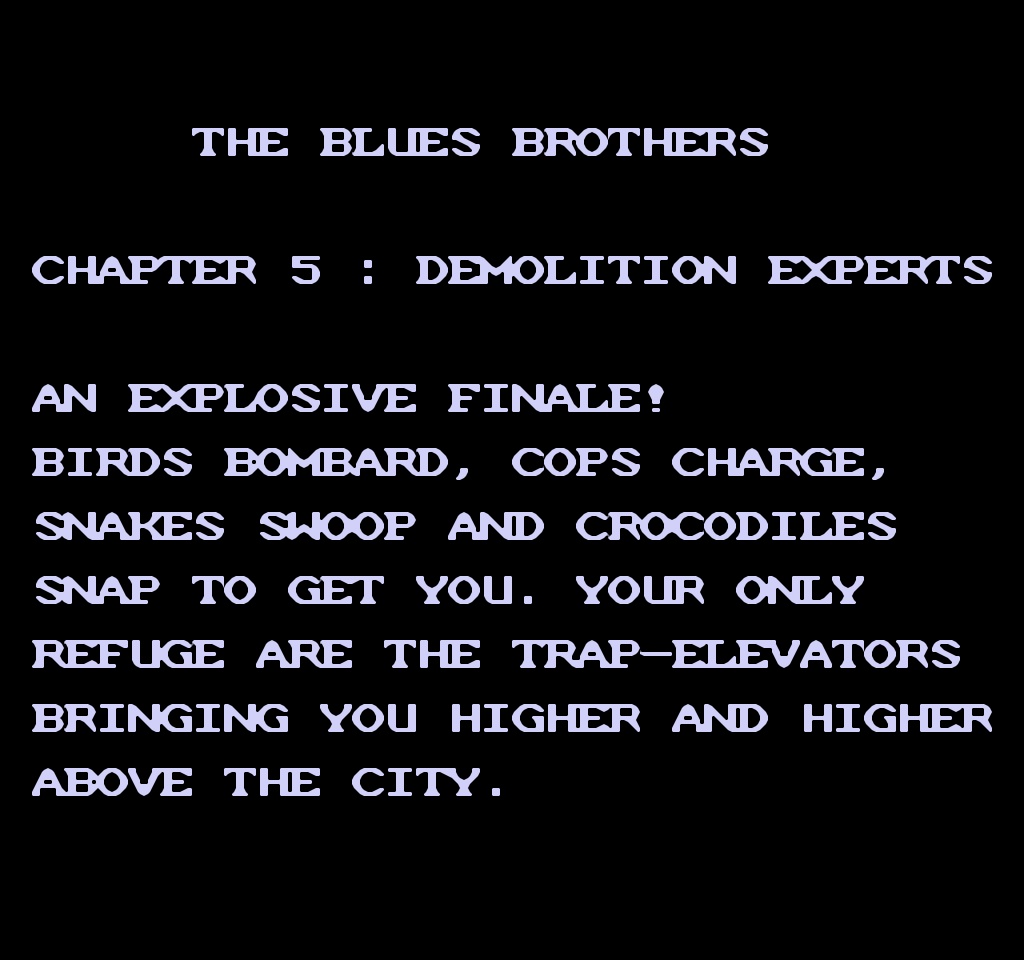 THE BLUES BROTHERS
CHAPTER 5 : DEMOLITION EXPERTS
AN EXPLOSIVE FINALE!
BIRDS BOMBARD, COPS CHARGE,
SNAKES SWOOP AND CROCODILES
SNAP TO GET YOU. YOUR ONLY
REFUGE ARE THE TRAP-ELEVATORS
BRINGING YOU HIGHER AND HIGHER
ABOVE THE CITY.